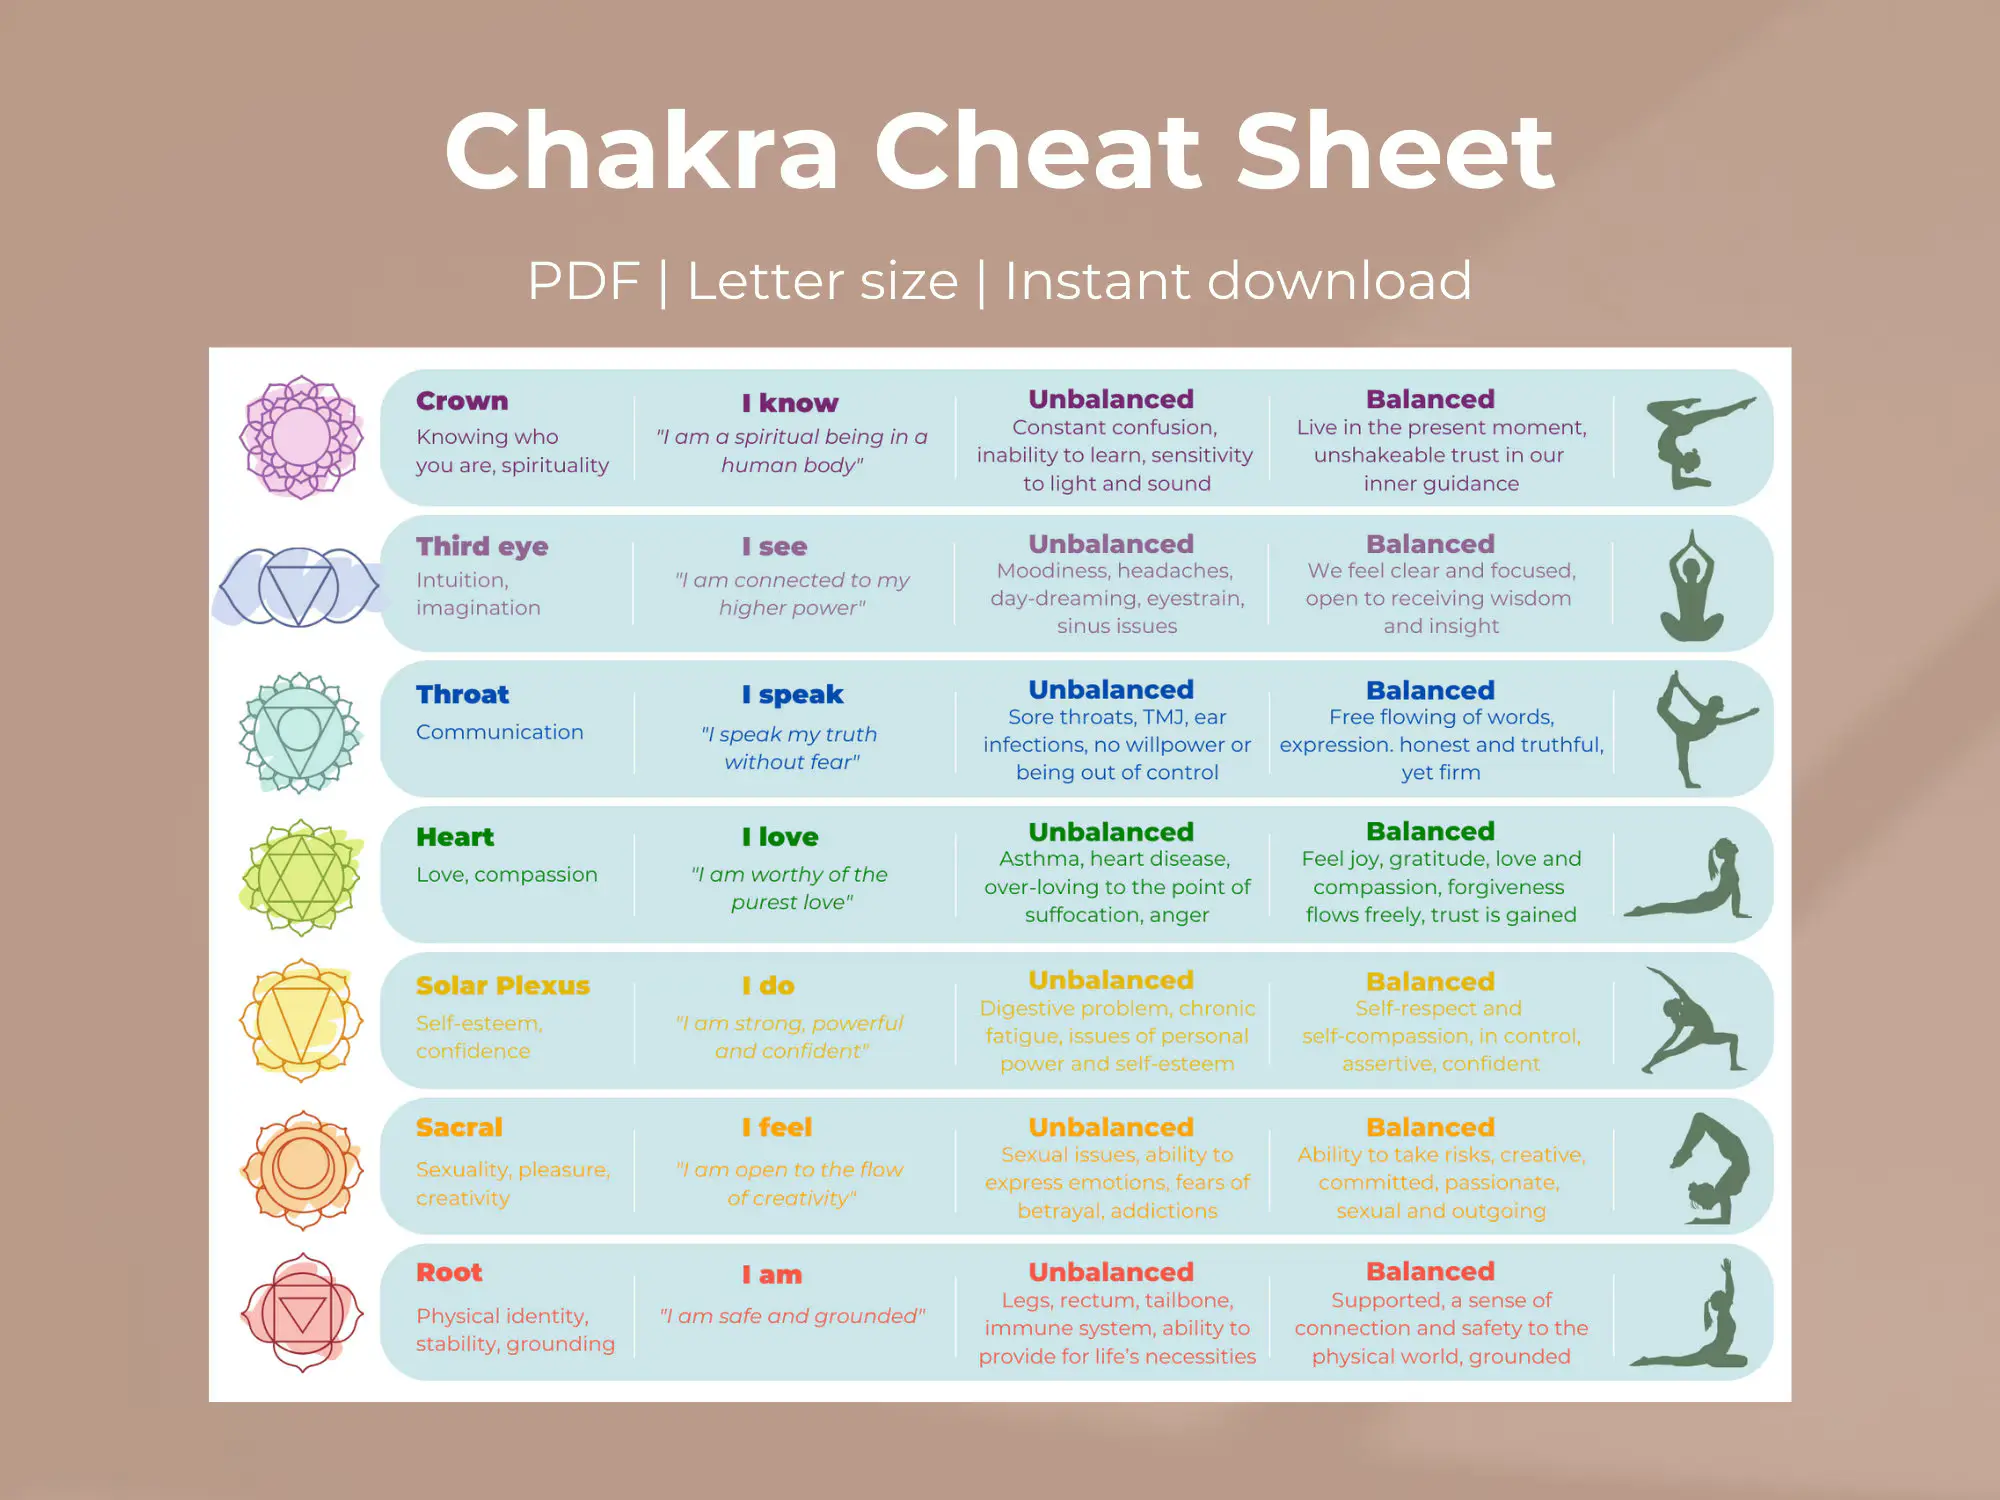 Chakra Cheat Sheet
PDF | Letter size | Instant download
Crown
Knowing who
you are, spirituality
I know
"I am a spiritual being in a
human body"
Unbalanced
Constant confusion,
inability to learn, sensitivity
to light and sound
Balanced
Live in the present moment,
unshakeable trust in our
inner guidance
Third eye
Intuition,
imagination
I see
"I am connected to my
higher power"
Unbalanced
Moodiness, headaches,
day-dreaming, eyestrain,
sinus issues
Balanced
We feel clear and focused,
open to receiving wisdom
and insight
Throat
Communication
I speak
"I speak my truth
without fear"
Unbalanced
Sore throats, TMJ, ear
infections, no willpower or
being out of control
Balanced
Free flowing of words,
expression. honest and truthful,
yet firm
Heart
Love, compassion
I love
"I am worthy of the
purest love"
Unbalanced
Asthma, heart disease,
over-loving to the point of
suffocation, anger
Balanced
Feel joy, gratitude, love and
compassion, forgiveness
flows freely, trust is gained
Solar Plexus
Self-esteem,
confidence
I do
"I am strong, powerful
and confident"
Unbalanced
Digestive problem, chronic
fatigue, issues of personal
power and self-esteem
Balanced
Self-respect and
self-compassion, in control,
assertive, confident
Sacral
Sexuality, pleasure,
creativity
I feel
"I am open to the flow
of creativity"
Unbalanced
Sexual issues, ability to
express emotions, fears of
betrayal, addictions
Balanced
Ability to take risks, creative,
committed, passionate,
sexual and outgoing
Root
Physical identity,
stability, grounding
I am
"I am safe and grounded"
Unbalanced
Legs, rectum, tailbone,
immune system, ability to
provide for life's necessities
Balanced
Supported, a sense of
connection and safety to the
physical world, grounded